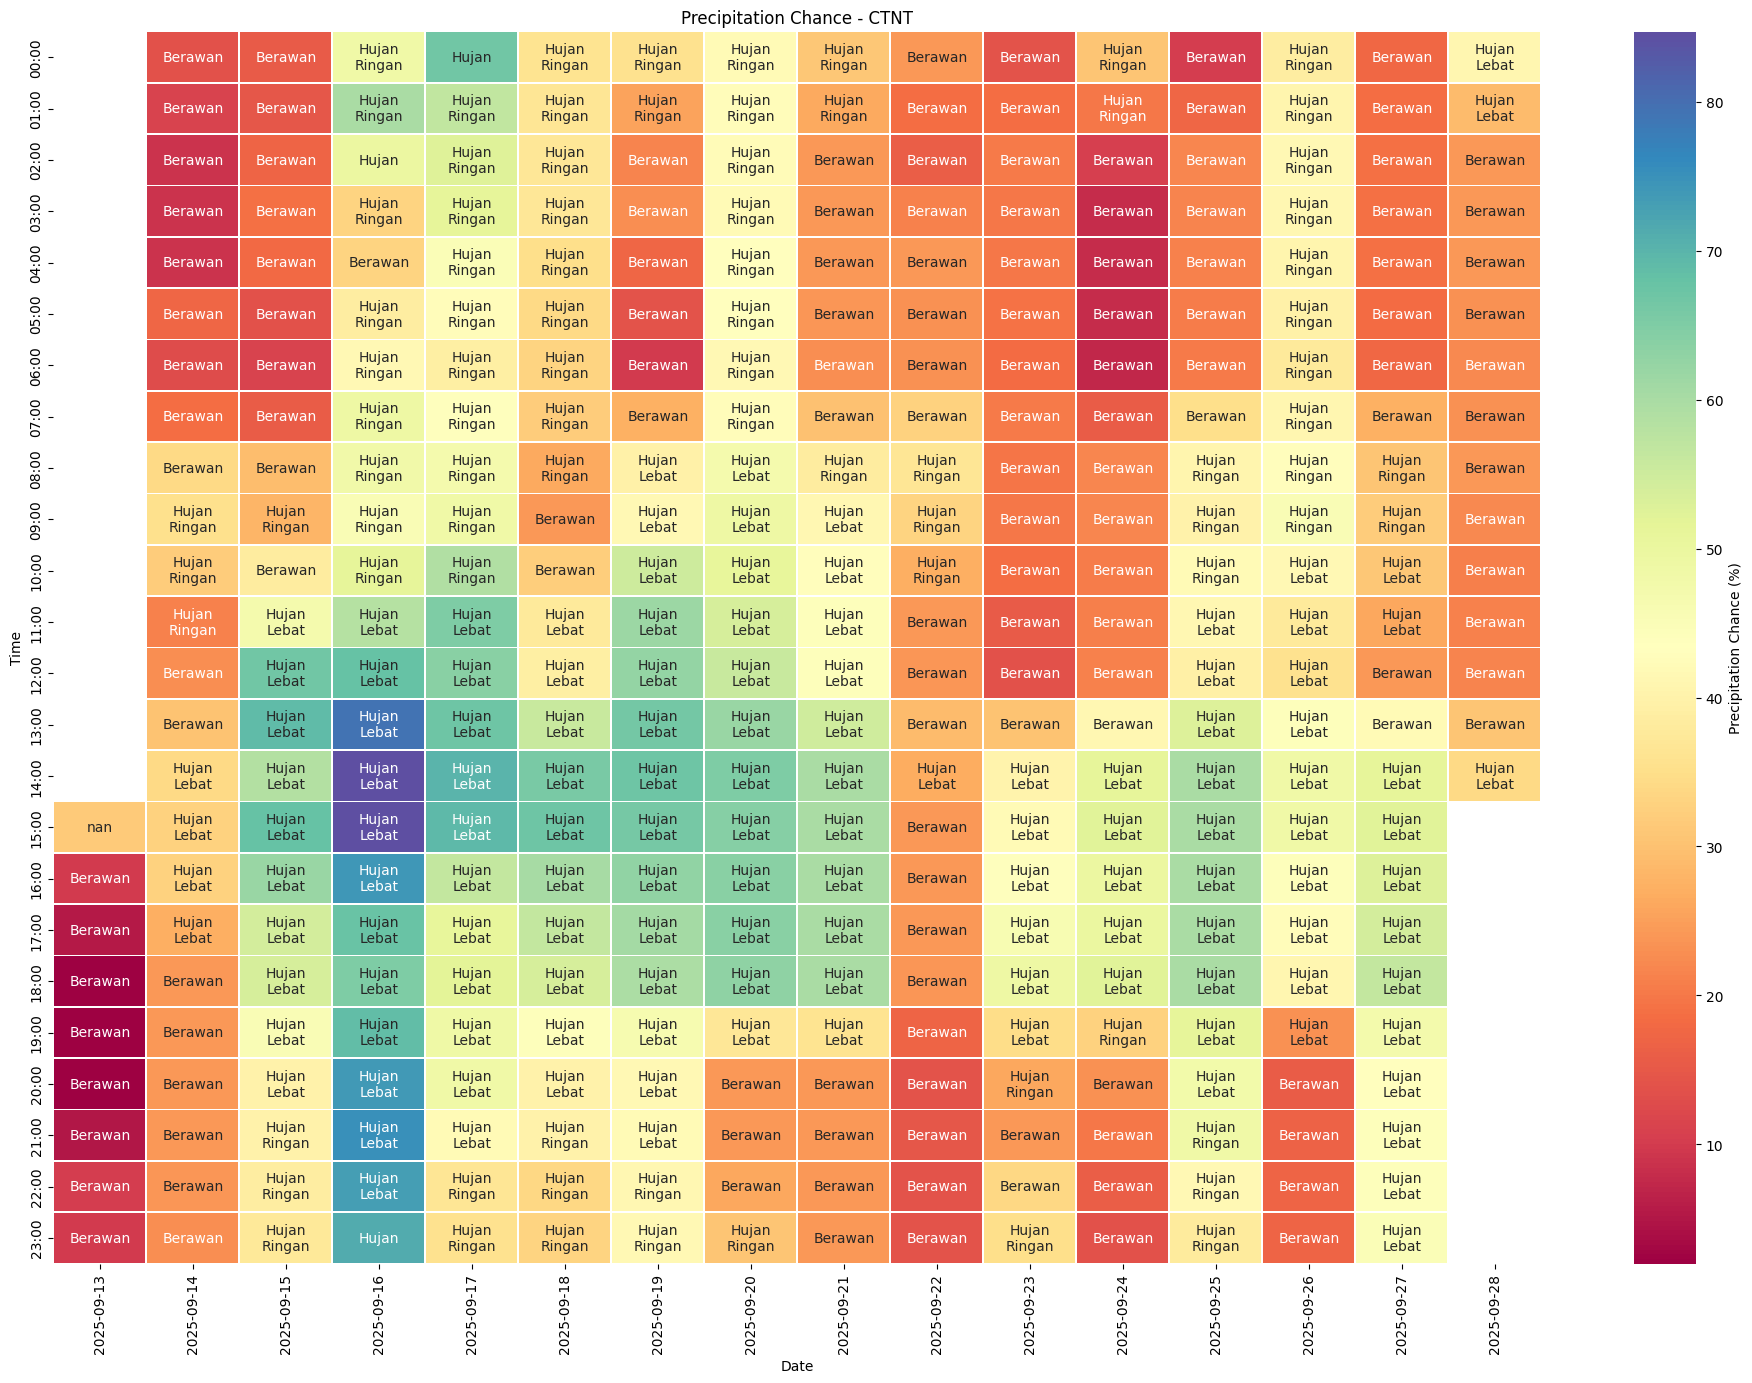 Precipitation Chance - CTNT
00:00 Berawan Berawan Hujan Ringan Hujan Hujan Ringan Hujan Ringan Hujan Ringan Hujan Ringan Berawan Berawan Hujan Ringan Berawan Hujan Ringan Berawan Hujan Lebat
01:00 Berawan Berawan Hujan Ringan Hujan Ringan Hujan Ringan Hujan Ringan Hujan Ringan Hujan Ringan Berawan Berawan Hujan Ringan Berawan Hujan Ringan Berawan Hujan Lebat
02:00 Berawan Berawan Hujan Hujan Ringan Hujan Ringan Berawan Hujan Ringan Berawan Berawan Berawan Berawan Berawan Hujan Ringan Berawan Berawan
03:00 Berawan Berawan Hujan Ringan Hujan Ringan Hujan Ringan Berawan Hujan Ringan Berawan Berawan Berawan Berawan Berawan Hujan Ringan Berawan Berawan
04:00 Berawan Berawan Berawan Hujan Ringan Hujan Ringan Berawan Hujan Ringan Berawan Berawan Berawan Berawan Berawan Hujan Ringan Berawan Berawan
05:00 Berawan Berawan Hujan Ringan Hujan Ringan Hujan Ringan Berawan Hujan Ringan Berawan Berawan Berawan Berawan Berawan Hujan Ringan Berawan Berawan
06:00 Berawan Berawan Hujan Ringan Hujan Ringan Hujan Ringan Berawan Hujan Ringan Berawan Berawan Berawan Berawan Berawan Hujan Ringan Berawan Berawan
07:00 Berawan Berawan Hujan Ringan Hujan Ringan Hujan Ringan Berawan Hujan Ringan Berawan Berawan Berawan Berawan Berawan Hujan Ringan Berawan Berawan
08:00 Berawan Berawan Hujan Ringan Hujan Ringan Hujan Ringan Hujan Lebat Hujan Lebat Hujan Ringan Hujan Ringan Berawan Berawan Hujan Ringan Hujan Ringan Hujan Ringan Berawan
09:00 Hujan Ringan Hujan Ringan Hujan Ringan Hujan Ringan Berawan Hujan Lebat Hujan Lebat Hujan Lebat Hujan Ringan Berawan Berawan Hujan Ringan Hujan Ringan Hujan Ringan Berawan
10:00 Hujan Ringan Berawan Hujan Ringan Hujan Ringan Berawan Hujan Lebat Hujan Lebat Hujan Lebat Hujan Ringan Berawan Berawan Hujan Ringan Hujan Lebat Hujan Lebat Berawan
11:00 Hujan Ringan Hujan Lebat Hujan Lebat Hujan Lebat Hujan Lebat Hujan Lebat Hujan Lebat Hujan Lebat Berawan Berawan Berawan Hujan Lebat Hujan Lebat Hujan Lebat Berawan
12:00 Berawan Hujan Lebat Hujan Lebat Hujan Lebat Hujan Lebat Hujan Lebat Hujan Lebat Hujan Lebat Berawan Berawan Berawan Hujan Lebat Hujan Lebat Berawan Berawan
13:00 Berawan Hujan Lebat Hujan Lebat Hujan Lebat Hujan Lebat Hujan Lebat Hujan Lebat Hujan Lebat Berawan Berawan Berawan Hujan Lebat Hujan Lebat Berawan Berawan
14:00 Hujan Lebat Hujan Lebat Hujan Lebat Hujan Lebat Hujan Lebat Hujan Lebat Hujan Lebat Hujan Lebat Hujan Lebat Hujan Lebat Hujan Lebat Hujan Lebat Hujan Lebat Hujan Lebat Hujan Lebat
15:00 nan Hujan Lebat Hujan Lebat Hujan Lebat Hujan Lebat Hujan Lebat Hujan Lebat Hujan Lebat Hujan Lebat Berawan Hujan Lebat Hujan Lebat Hujan Lebat Hujan Lebat Hujan Lebat
16:00 Berawan Hujan Lebat Hujan Lebat Hujan Lebat Hujan Lebat Hujan Lebat Hujan Lebat Hujan Lebat Hujan Lebat Berawan Hujan Lebat Hujan Lebat Hujan Lebat Hujan Lebat Hujan Lebat
17:00 Berawan Hujan Lebat Hujan Lebat Hujan Lebat Hujan Lebat Hujan Lebat Hujan Lebat Hujan Lebat Hujan Lebat Berawan Hujan Lebat Hujan Lebat Hujan Lebat Hujan Lebat Hujan Lebat
18:00 Berawan Berawan Hujan Lebat Hujan Lebat Hujan Lebat Hujan Lebat Hujan Lebat Hujan Lebat Hujan Lebat Berawan Hujan Lebat Hujan Lebat Hujan Lebat Hujan Lebat Hujan Lebat
19:00 Berawan Berawan Hujan Lebat Hujan Lebat Hujan Lebat Hujan Lebat Hujan Lebat Hujan Lebat Hujan Lebat Berawan Hujan Lebat Hujan Ringan Hujan Lebat Hujan Lebat Hujan Lebat
20:00 Berawan Berawan Hujan Lebat Hujan Lebat Hujan Lebat Hujan Lebat Hujan Lebat Berawan Berawan Berawan Hujan Ringan Berawan Hujan Lebat Berawan Hujan Lebat
21:00 Berawan Berawan Hujan Ringan Hujan Lebat Hujan Lebat Hujan Ringan Hujan Lebat Berawan Berawan Berawan Berawan Berawan Hujan Ringan Berawan Hujan Lebat
22:00 Berawan Berawan Hujan Ringan Hujan Lebat Hujan Ringan Hujan Ringan Hujan Ringan Berawan Berawan Berawan Berawan Berawan Hujan Ringan Berawan Hujan Lebat
23:00 Berawan Berawan Hujan Ringan Hujan Hujan Ringan Hujan Ringan Hujan Ringan Hujan Ringan Berawan Berawan Hujan Ringan Berawan Hujan Ringan Berawan Hujan Lebat
Time
2025-09-13 2025-09-14 2025-09-15 2025-09-16 2025-09-17 2025-09-18 2025-09-19 2025-09-20 2025-09-21 2025-09-22 2025-09-23 2025-09-24 2025-09-25 2025-09-26 2025-09-27 2025-09-28
Date
80
70
60
50
40
30
20
10
Precipitation Chance (%)